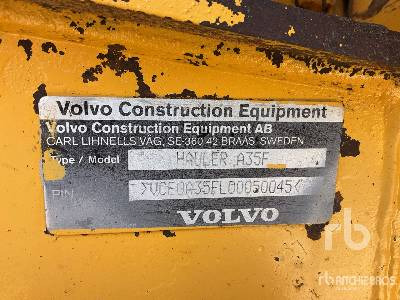 Volvo Construction Equipment
Volvo Construction Equipment AB
CARL LIHNELLS VÄG, SE-360 42 BRAÅS, SWEDEN
Type / Model HAULER A35F
PIN >VCE0A35FL00050045<
VOLVO
rb
RITCHIE BROS